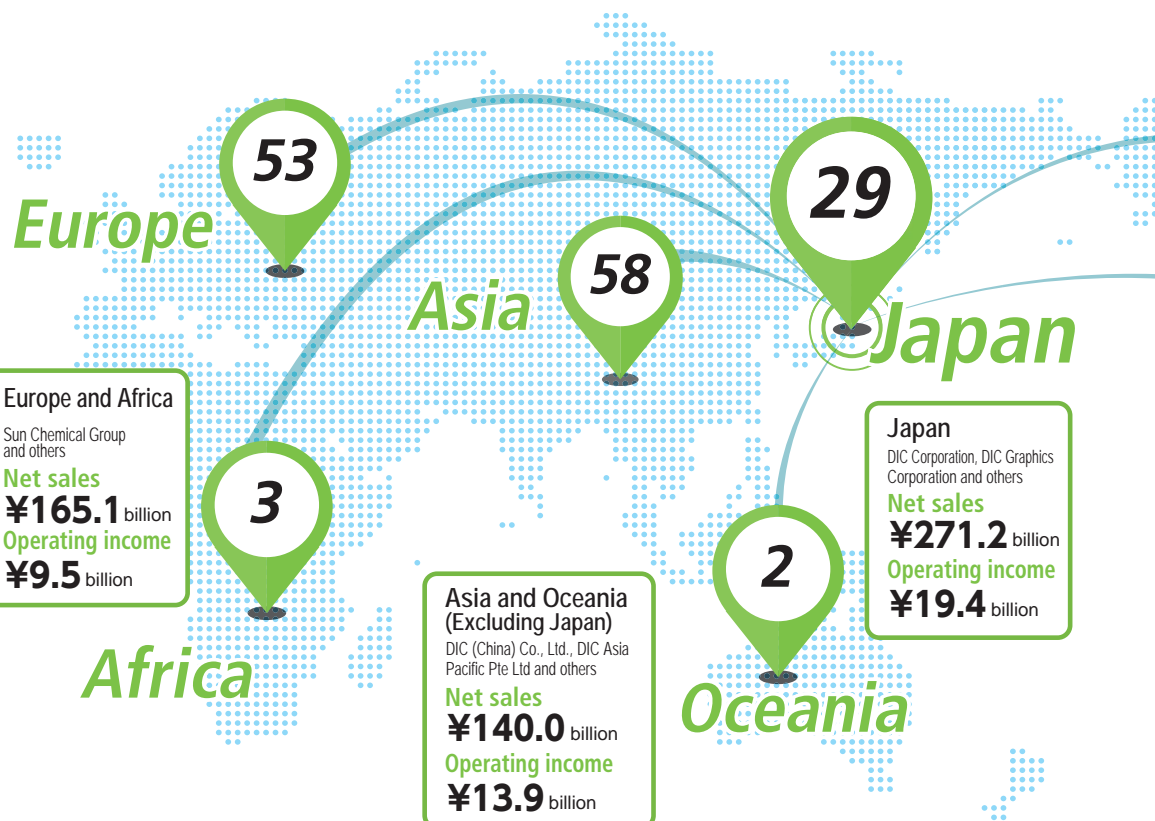 53
Europe
29
58
Asia
Japan
Europe and Africa
Sun Chemical Group
and others
Net sales
¥165.1 billion
Operating income
¥9.5 billion
3
Africa
Japan
DIC Corporation, DIC Graphics
Corporation and others
Net sales
¥271.2 billion
Operating income
¥19.4 billion
2
Oceania
Asia and Oceania
(Excluding Japan)
DIC (China) Co., Ltd., DIC Asia
Pacific Pte Ltd and others
Net sales
¥140.0 billion
Operating income
¥13.9 billion